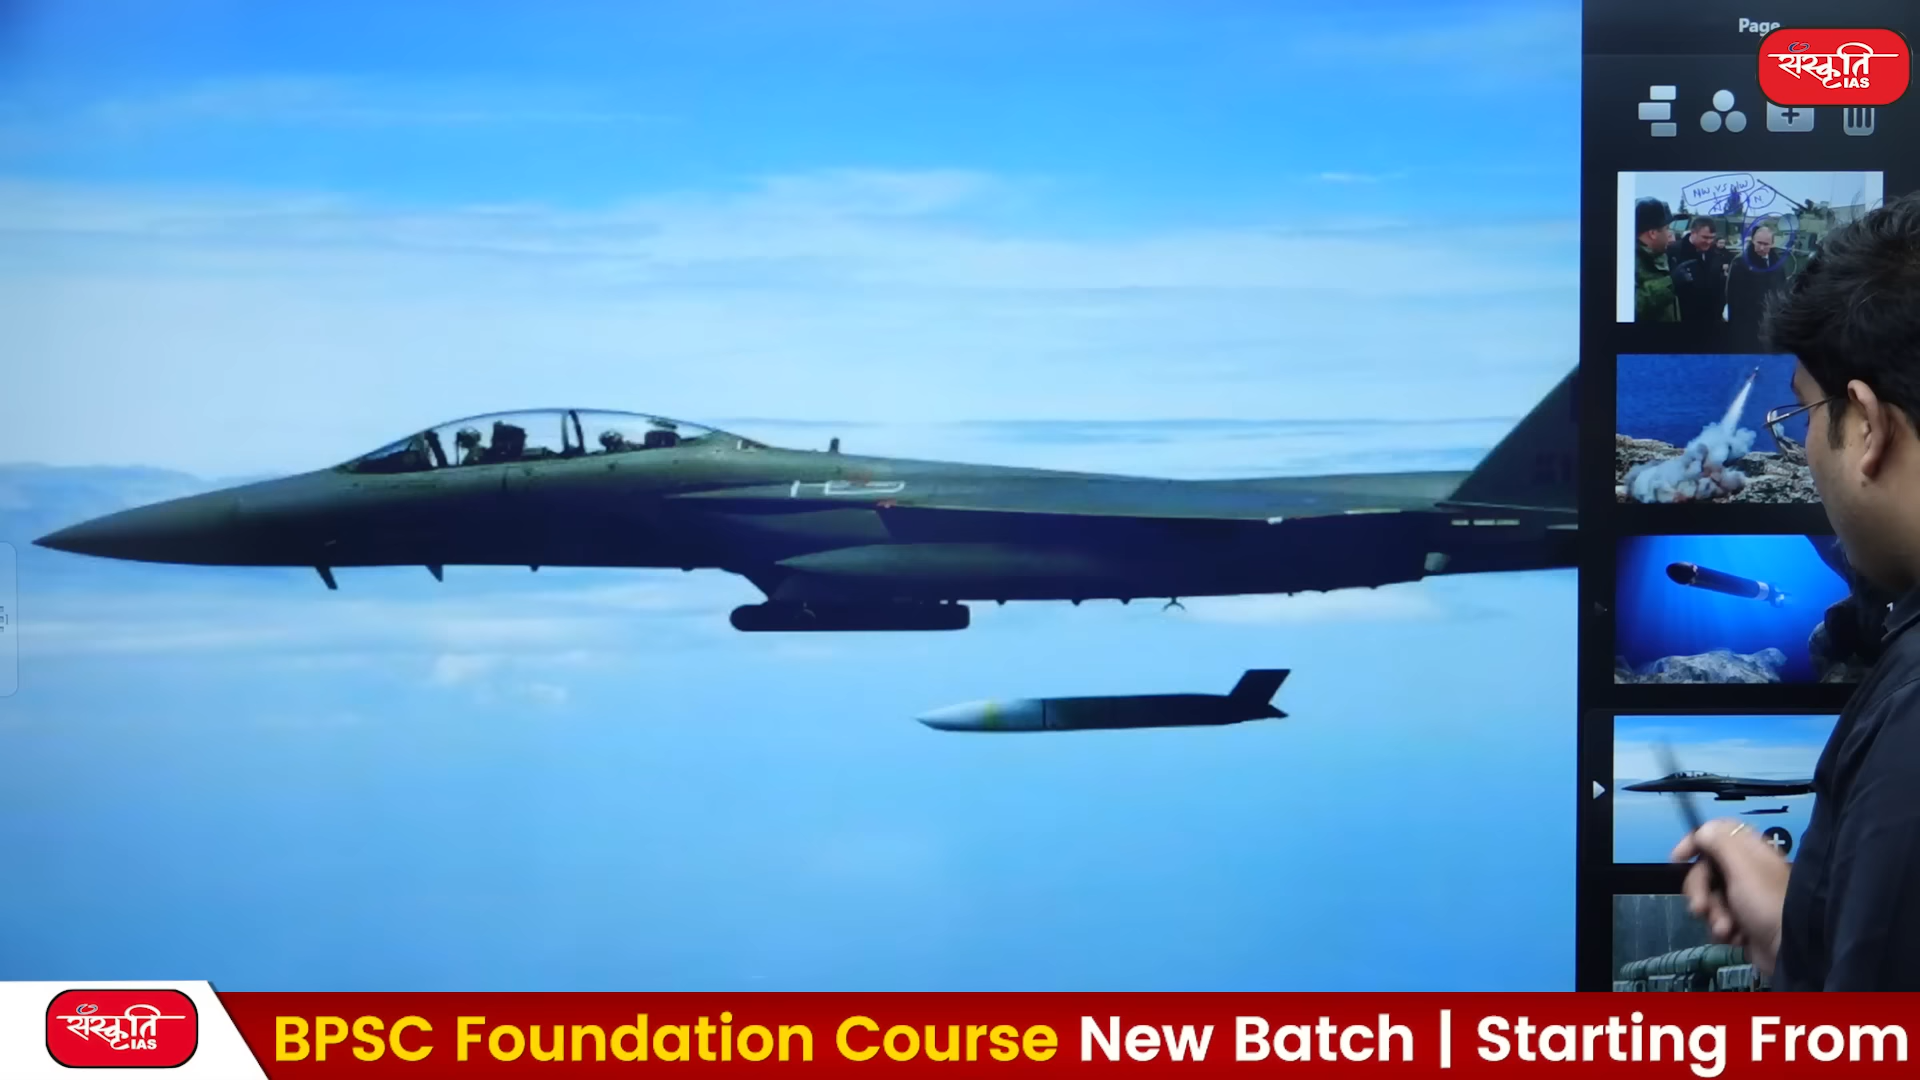 Page
संस्कृति
IAS
संस्कृति
IAS
BPSC Foundation Course New Batch | Starting From